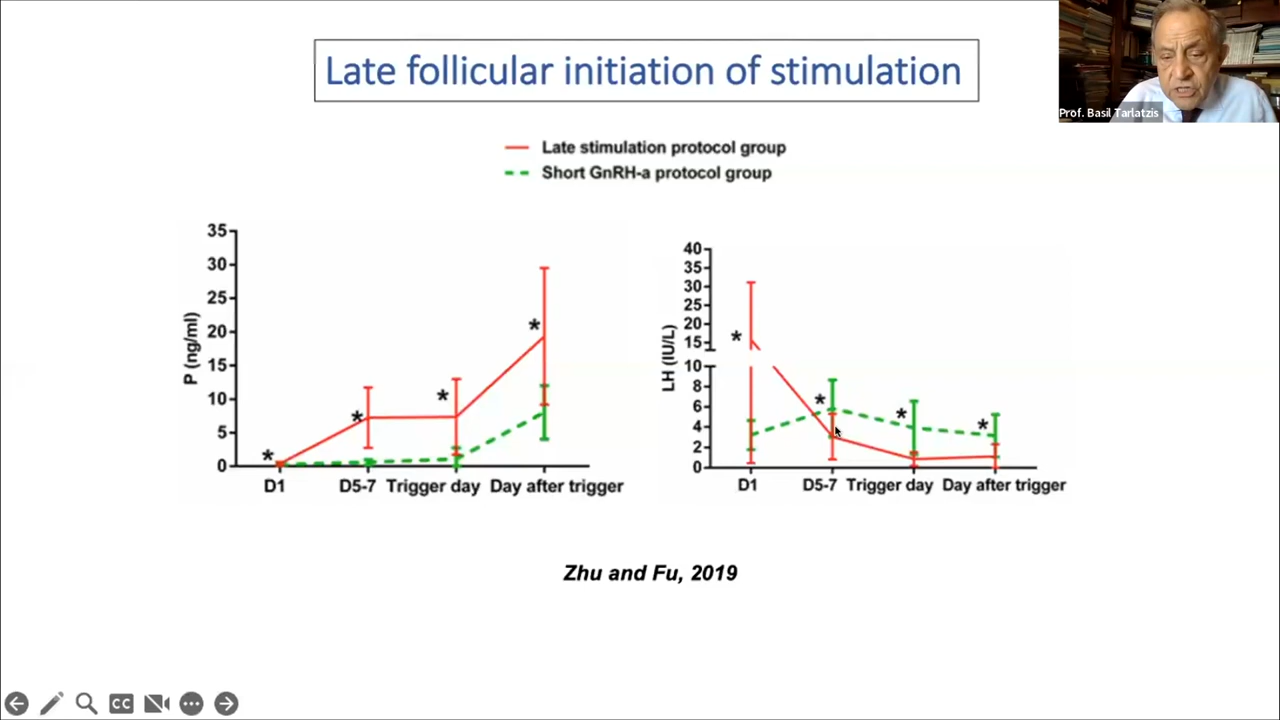 Late follicular initiation of stimulation
Prof. Basil Tarlatzis
Late stimulation protocol group
Short GnRH-a protocol group
35
30
25
20
15
10
5
0
P (ng/ml)
*
*
*
*
D1
D5-7
Trigger day
Day after trigger
40
35
30
25
20
15
10
8
6
4
2
0
LH (IU/L)
*
*
*
*
D1
D5-7
Trigger day
Day after trigger
Zhu and Fu, 2019
CC